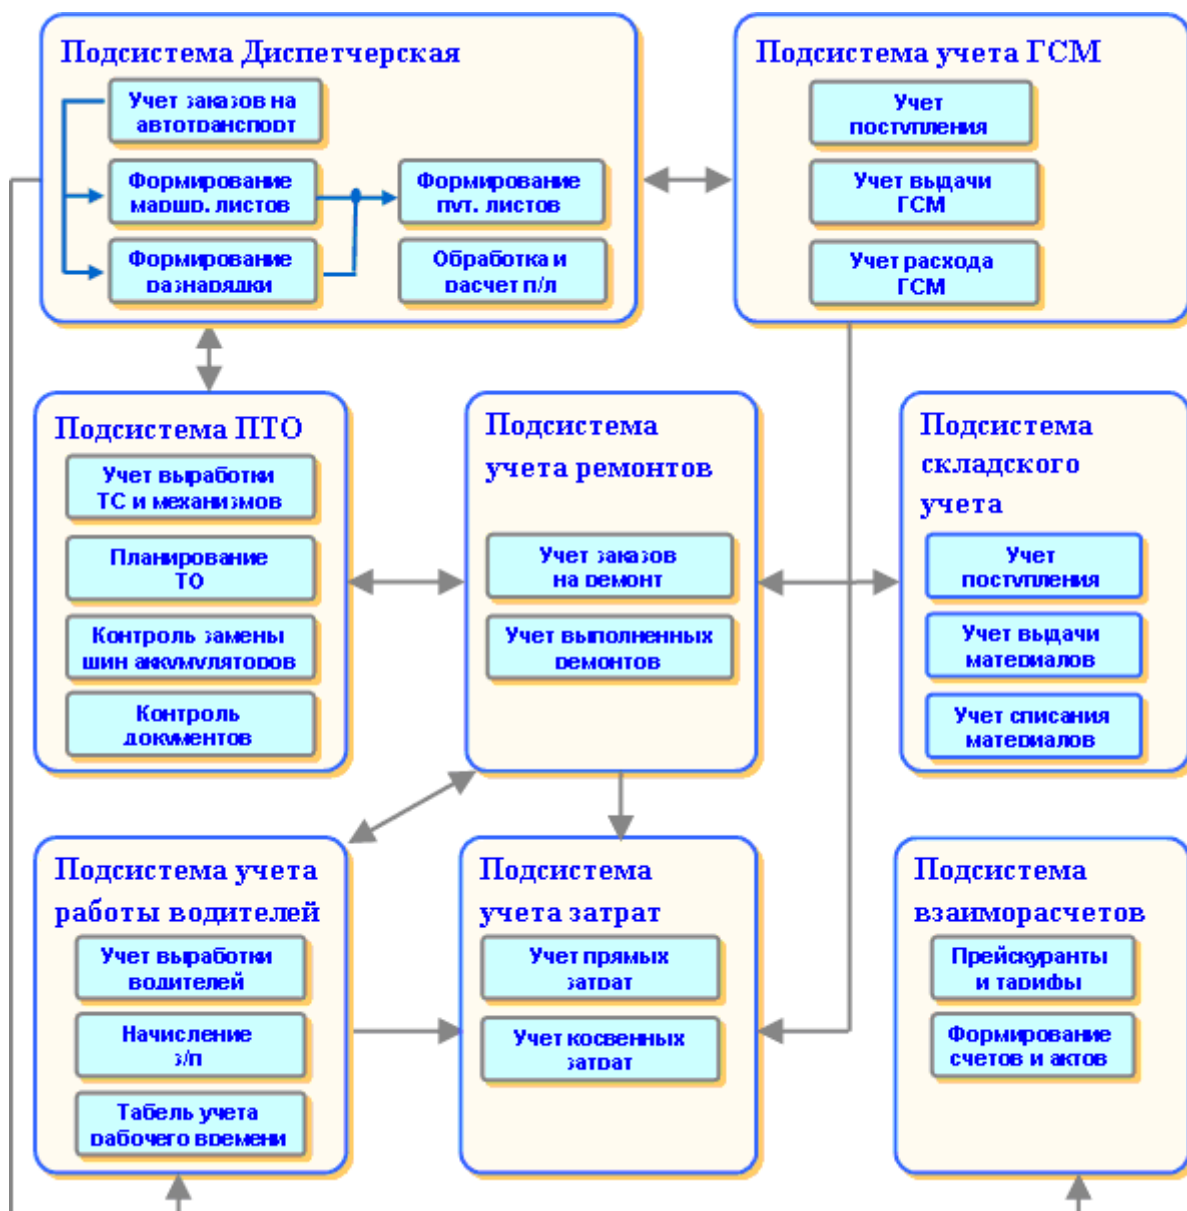 Подсистема Диспетчерская
Учет заказов на
автотранспорт
Формирование
маршр. листов
Формирование
разнарядки
Формирование
пут. листов
Обработка и
расчет п/л
Подсистема учета ГСМ
Учет
поступления
Учет выдачи
ГСМ
Учет расхода
ГСМ
Подсистема ПТО
Учет выработки
ТС и механизмов
Планирование
ТО
Контроль замены
шин аккумуляторов
Контроль
документов
Подсистема
учета ремонтов
Учет заказов
на ремонт
Учет выполненных
ремонтов
Подсистема
складского
учета
Учет
поступления
Учет выдачи
материалов
Учет списания
материалов
Подсистема учета
работы водителей
Учет выработки
водителей
Начисление
з/п
Табель учета
рабочего времени
Подсистема
учета затрат
Учет прямых
затрат
Учет косвенных
затрат
Подсистема
взаиморасчетов
Прейскуранты
и тарифы
Формирование
счетов и актов